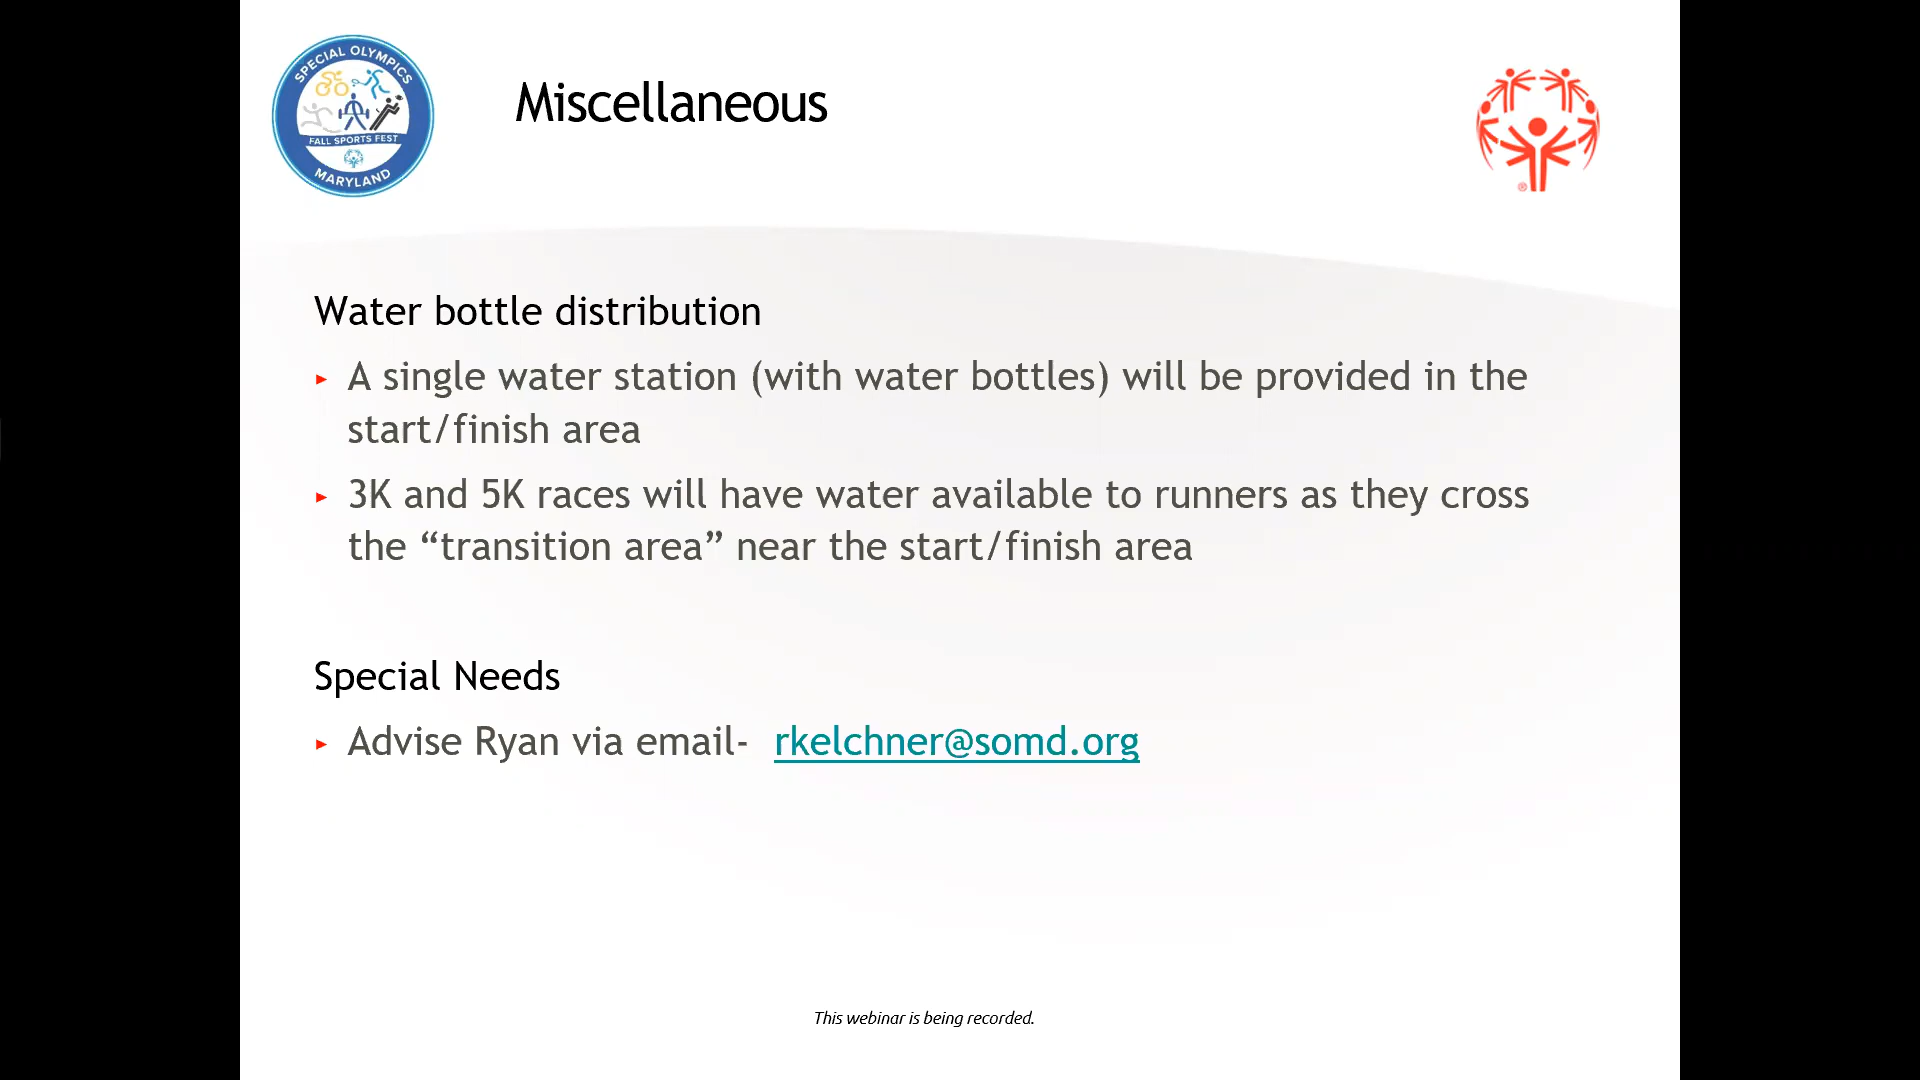 SPECIAL OLYMPICS
FALL SPORTS FEST
MARYLAND
Miscellaneous
®
Water bottle distribution
▸ A single water station (with water bottles) will be provided in the
start/finish area
▸ 3K and 5K races will have water available to runners as they cross
the “transition area” near the start/finish area
Special Needs
▸ Advise Ryan via email- rkelchner@somd.org
This webinar is being recorded.